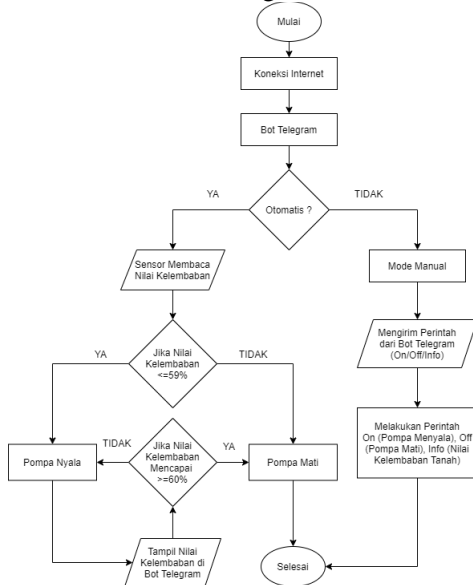 Mulai
Koneksi Internet
Bot Telegram
Otomatis ?
YA
TIDAK
Sensor Membaca
Nilai Kelembaban
Mode Manual
Mengirim Perintah
dari Bot Telegram
(On/Off/Info)
Jika Nilai
Kelembaban
<=59%
YA
TIDAK
Pompa Nyala
TIDAK
Jika Nilai
Kelembaban
Mencapai
>=60%
YA
Pompa Mati
Melakukan Perintah
On (Pompa Menyala), Off
(Pompa Mati), Info (Nilai
Kelembaban Tanah)
Tampil Nilai
Kelembaban di
Bot Telegram
Selesai